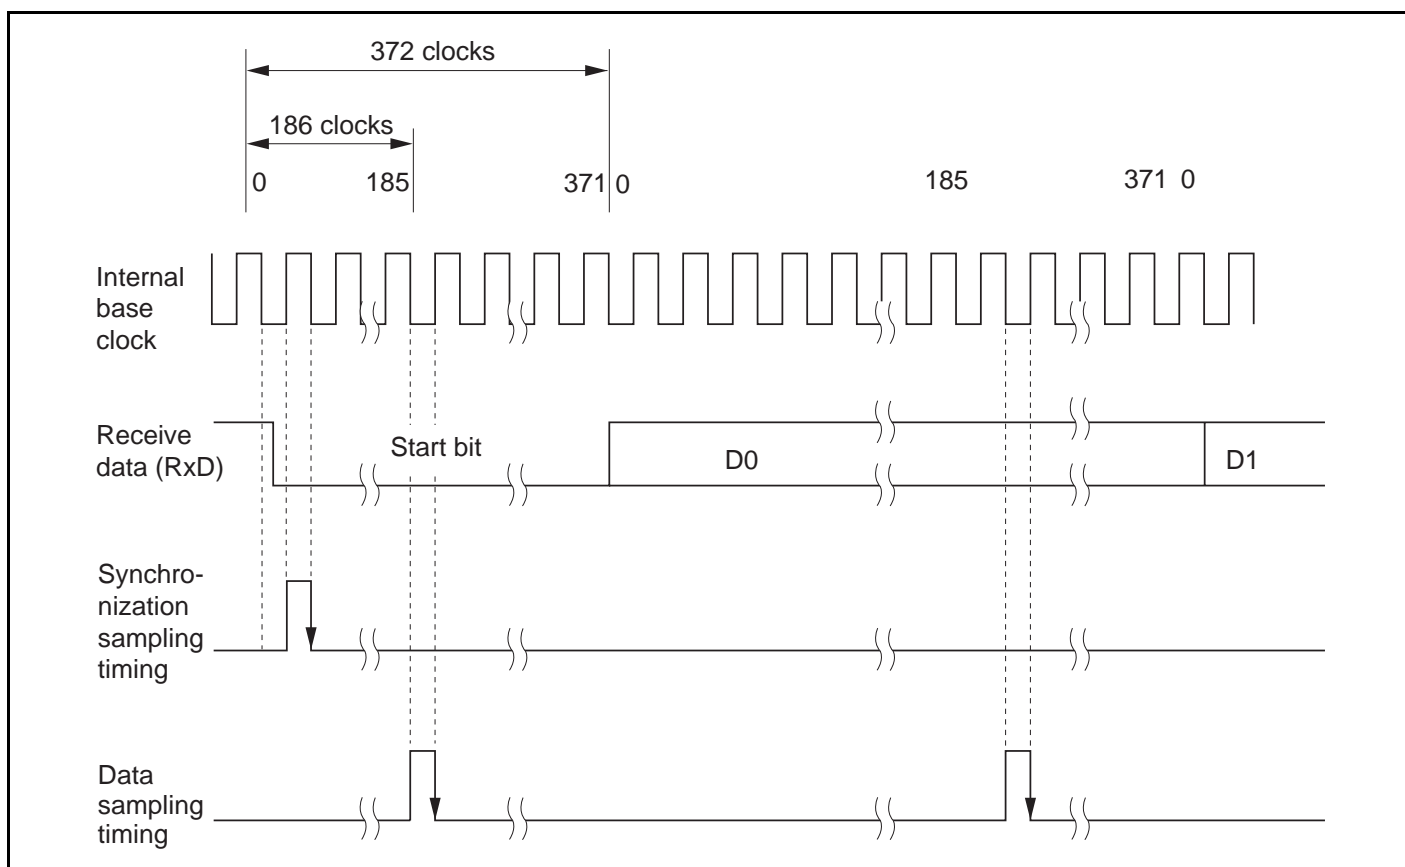 372 clocks
186 clocks
0 185 371 0 185 371 0
Internal
base
clock
Receive
data (RxD)
Start bit
D0
D1
Synchro-
nization
sampling
timing
Data
sampling
timing